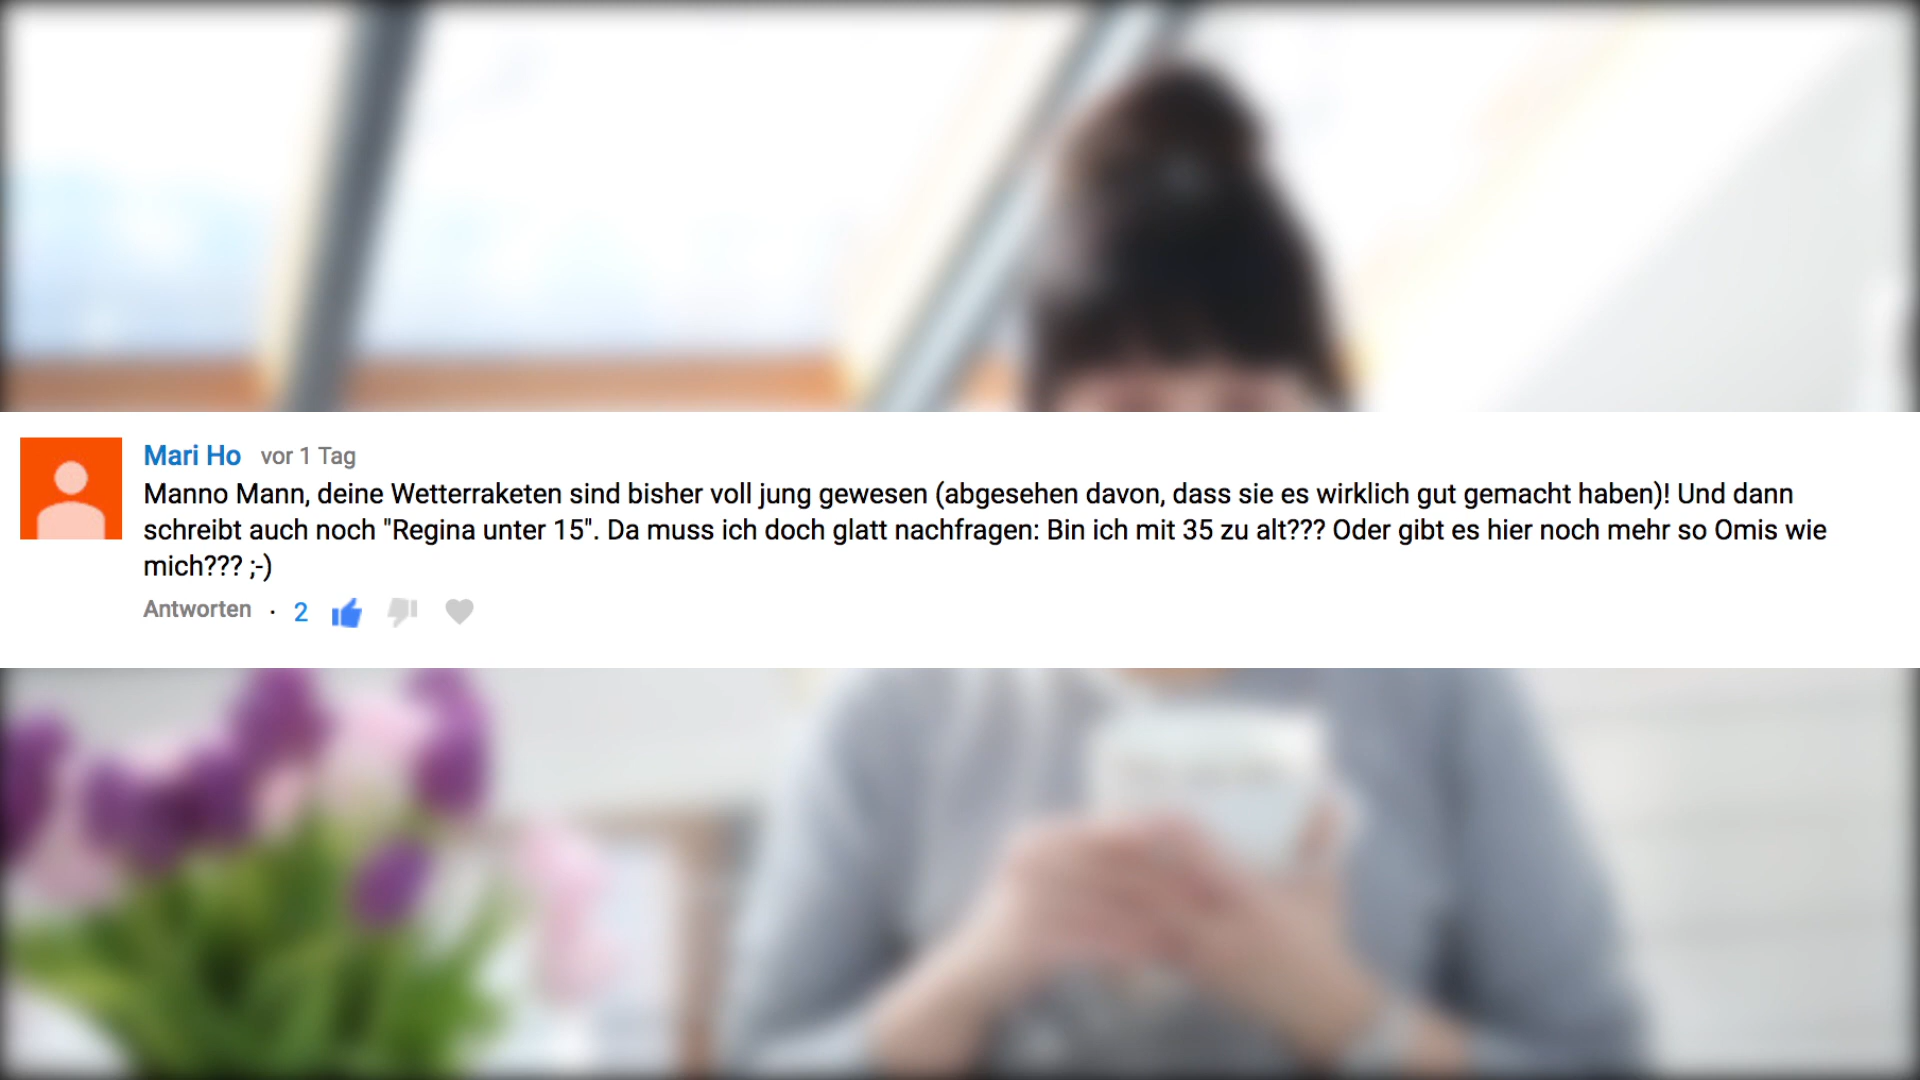 Mari Ho vor 1 Tag
Manno Mann, deine Wetterraketen sind bisher voll jung gewesen (abgesehen davon, dass sie es wirklich gut gemacht haben)! Und dann
schreibt auch noch "Regina unter 15". Da muss ich doch glatt nachfragen: Bin ich mit 35 zu alt??? Oder gibt es hier noch mehr so Omis wie
mich??? ;-)
Antworten · 2